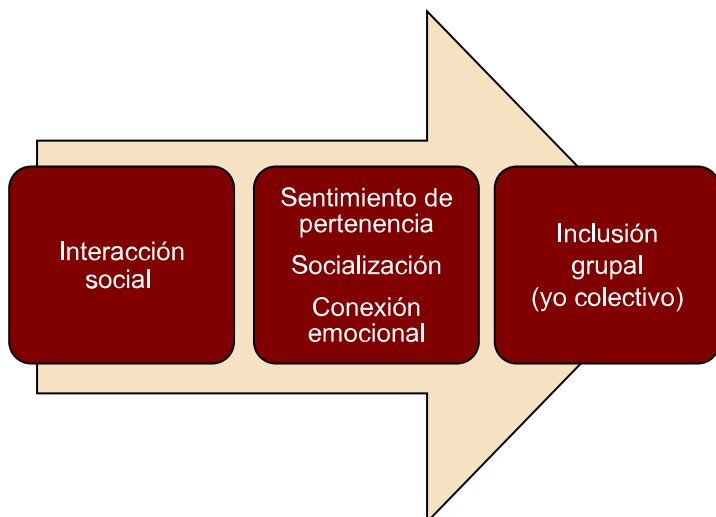 Interacción
social
Sentimiento de
pertenencia
Socialización
Conexión
emocional
Inclusión
grupal
(yo colectivo)